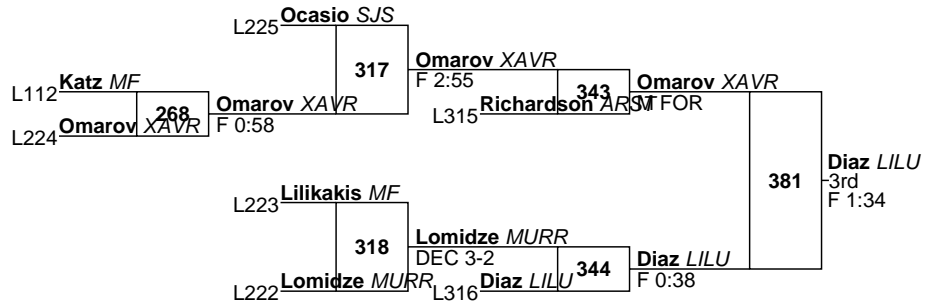 Ocasio SJS
L225
317
Omarov XAVR
F 2:55
Katz MF
L112
268
Omarov XAVR
F 0:58
L224
Omarov XAVR
343
Omarov XAVR
M FOR
L315
Richardson ARST
381
Diaz LILU
3rd
F 1:34
Lilikakis MF
L223
318
Lomidze MURR
DEC 3-2
L222
Lomidze MURR
344
Diaz LILU
F 0:38
L316
Diaz LILU